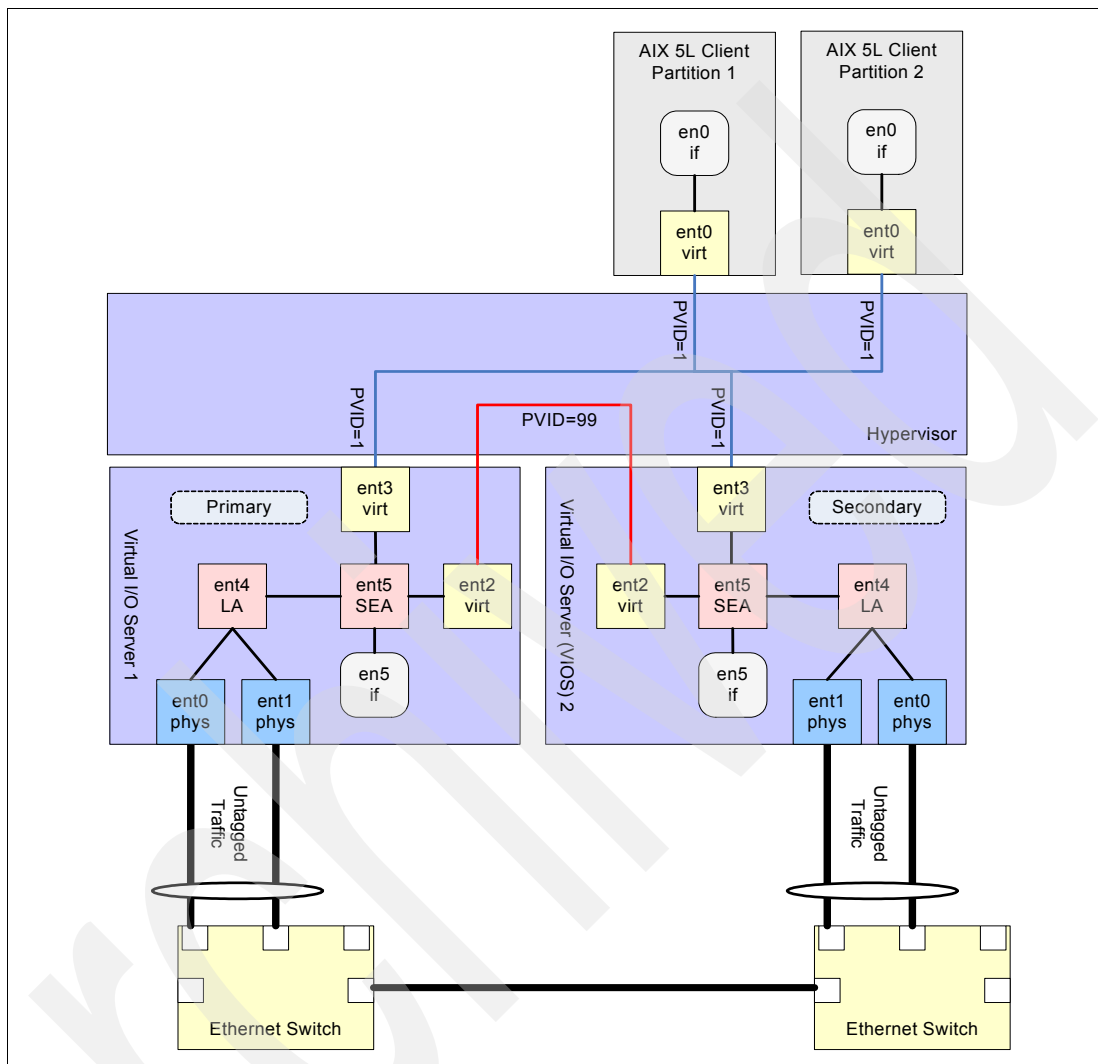 AIX 5L Client
Partition 1
AIX 5L Client
Partition 2
en0
if
en0
if
ent0
virt
ent0
virt
PVID=1
PVID=1
PVID=1
PVID=99
PVID=1
Hypervisor
Virtual I/O Server 1
Primary
ent3
virt
ent4
LA
ent5
SEA
ent2
virt
en5
if
ent0
phys
ent1
phys
Virtual I/O Server (VIOS) 2
ent3
virt
Secondary
ent2
virt
ent5
SEA
ent4
LA
en5
if
ent1
phys
ent0
phys
Untagged
Traffic
Untagged
Traffic
Ethernet Switch
Ethernet Switch